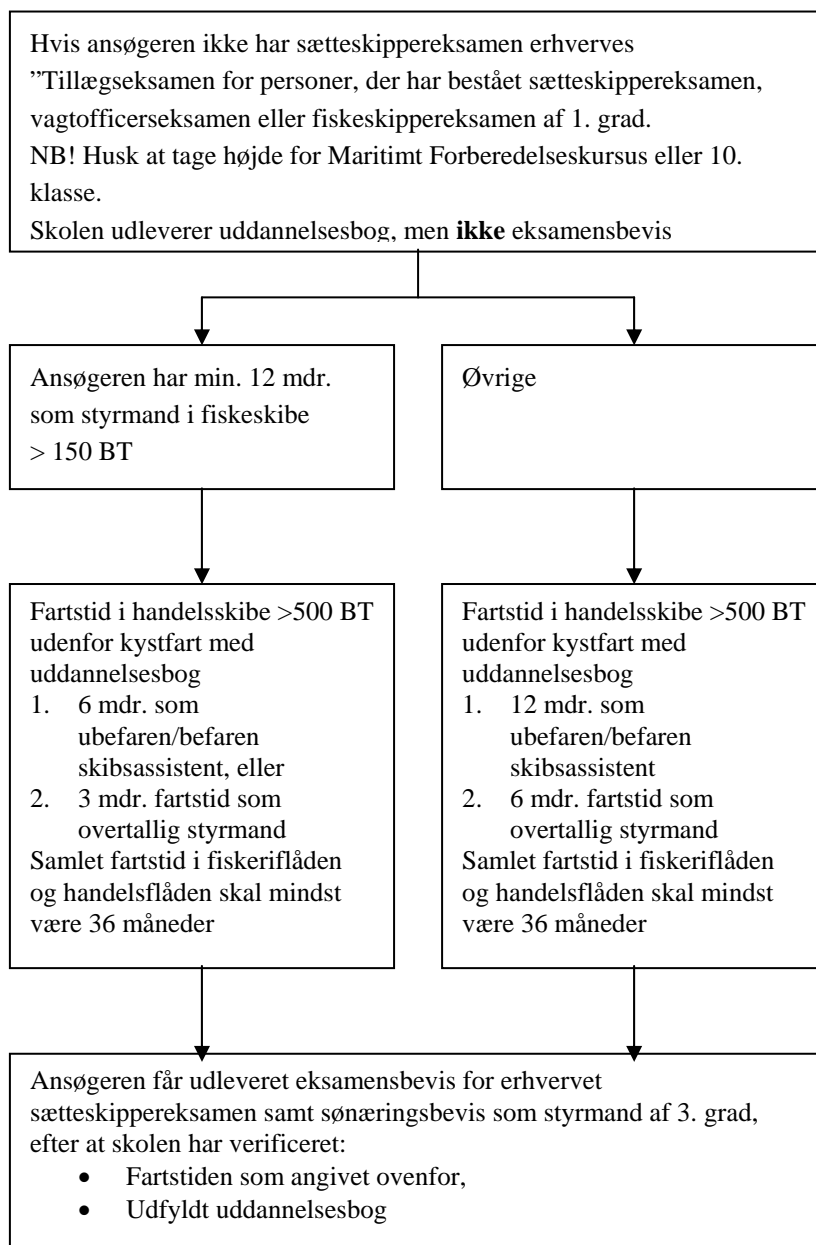 Hvis ansøgeren ikke har sætteskippereksamen erhverves
”Tillægseksamen for personer, der har bestået sætteskippereksamen,
vagtofficerseksamen eller fiskeskippereksamen af 1. grad.
NB! Husk at tage højde for Maritimt Forberedelseskursus eller 10.
klasse.
Skolen udleverer uddannelsesbog, men ikke eksamensbevis
Ansøgeren har min. 12 mdr.
som styrmand i fiskeskibe
> 150 BT
Øvrige
Fartstid i handelsskibe >500 BT
udenfor kystfart med
uddannelsesbog
1. 6 mdr. som
ubefaren/befaren
skibsassistent, eller
2. 3 mdr. fartstid som
overtallig styrmand
Samlet fartstid i fiskeriflåden
og handelsflåden skal mindst
være 36 måneder
Fartstid i handelsskibe >500 BT
udenfor kystfart med
uddannelsesbog
1. 12 mdr. som
ubefaren/befaren
skibsassistent
2. 6 mdr. fartstid som
overtallig styrmand
Samlet fartstid i fiskeriflåden
og handelsflåden skal mindst
være 36 måneder
Ansøgeren får udleveret eksamensbevis for erhvervet
sætteskippereksamen samt sønæringsbevis som styrmand af 3. grad,
efter at skolen har verificeret:
• Fartstiden som angivet ovenfor,
• Udfyldt uddannelsesbog